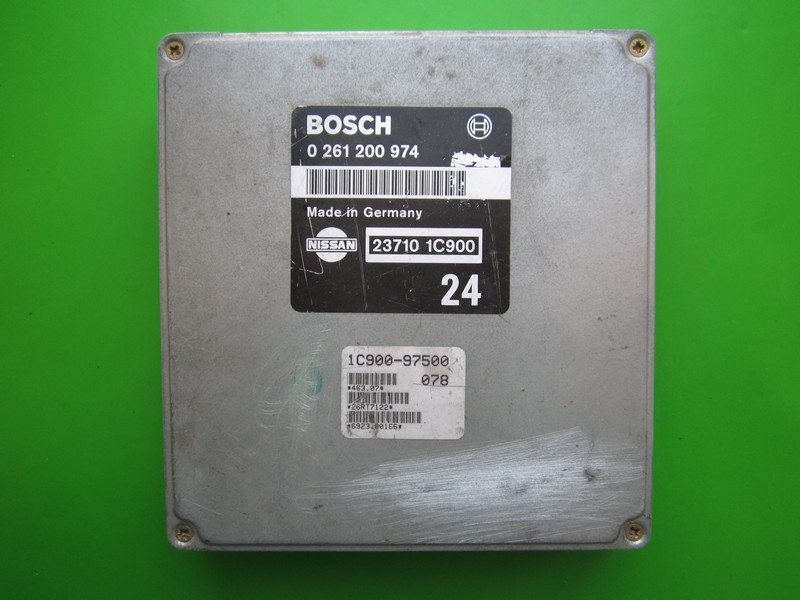 BOSCH
0 261 200 974
Made in Germany
NISSAN 23710 1C900
24
1C900-97500
078
*463.07*
*26RT7122*
*6923.00166*